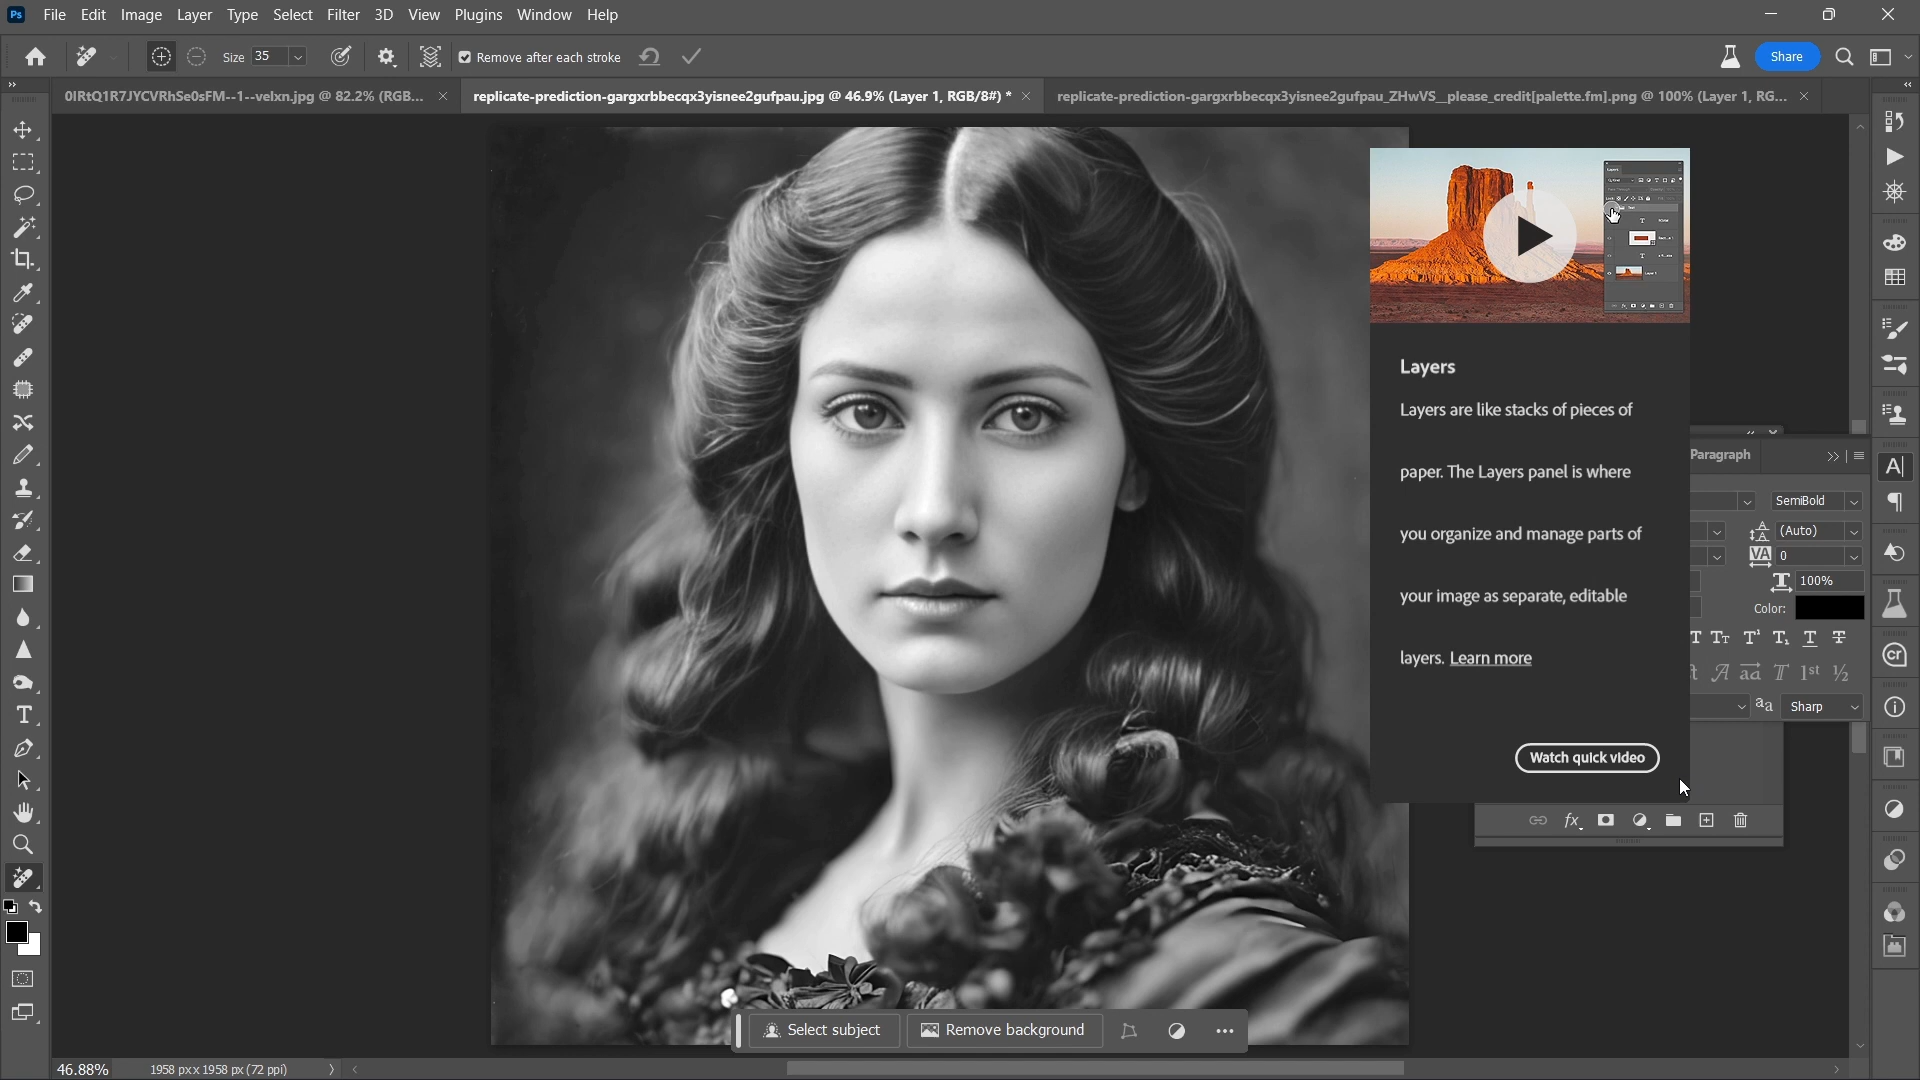 Ps File Edit Image Layer Type Select Filter 3D View Plugins Window Help
Size 35 Remove after each stroke Share
0IRtQ1R7JYCVRhSe0sFM--1--velxn.jpg @ 82.2% (RGB... replicate-prediction-gargxrbbecqx3yisnee2gufpau.jpg @ 46.9% (Layer 1, RGB/8#) * replicate-prediction-gargxrbbecqx3yisnee2gufpau_ZHwVS_please_credit[palette.fm].png @ 100% (Layer 1, RG...
Layers
Layers are like stacks of pieces of
paper. The Layers panel is where
you organize and manage parts of
your image as separate, editable
layers. Learn more
Watch quick video
Paragraph
SemiBold
(Auto)
VA 0
100%
Color:
1st ½
aa Sharp
Select subject Remove background
46.88% 1958 px x 1958 px (72 ppi)